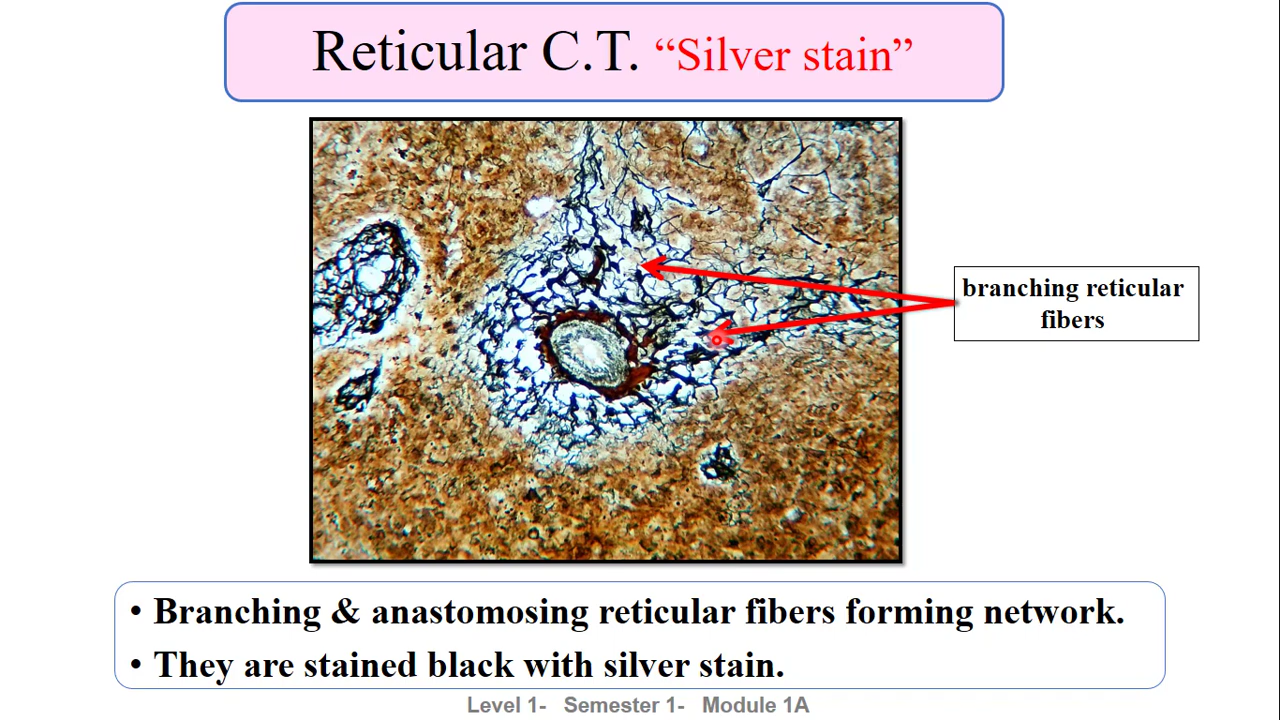 Reticular C.T. “Silver stain”
branching reticular
fibers
• Branching & anastomosing reticular fibers forming network.
• They are stained black with silver stain.
Level 1- Semester 1- Module 1A